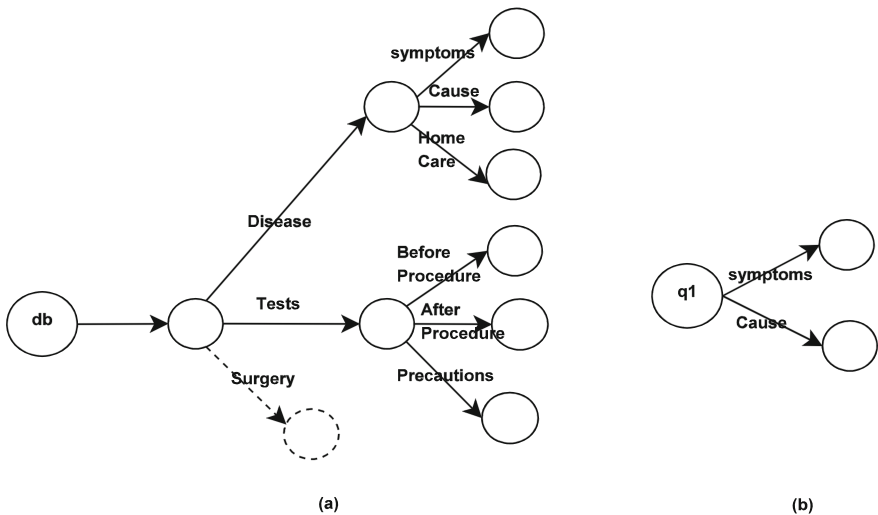 symptoms
Cause
Home
Care
Disease
Before
Procedure
Tests
After
Procedure
db
Surgery
Precautions
(a)
symptoms
q1
Cause
(b)